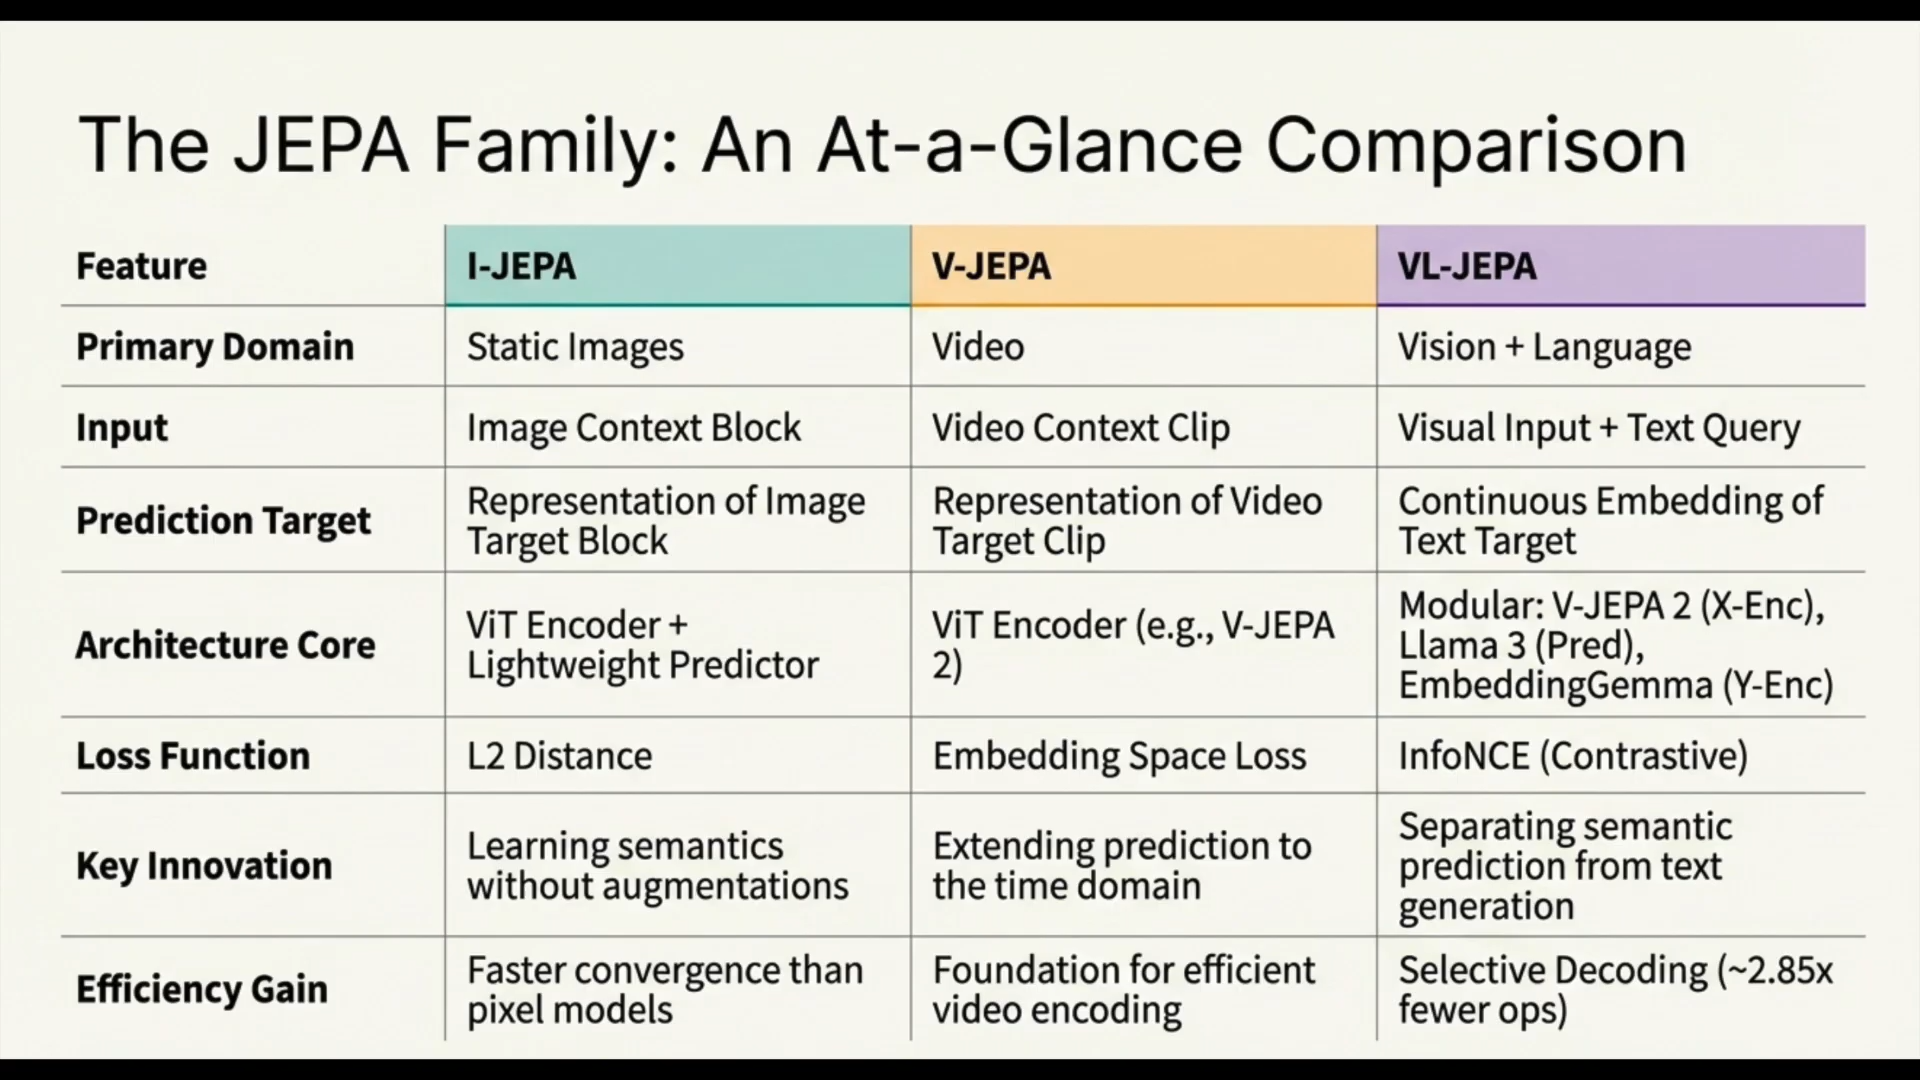 The JEPA Family: An At-a-Glance Comparison
Feature
I-JEPA
V-JEPA
VL-JEPA
Primary Domain
Static Images
Video
Vision + Language
Input
Image Context Block
Video Context Clip
Visual Input + Text Query
Prediction Target
Representation of Image
Target Block
Representation of Video
Target Clip
Continuous Embedding of
Text Target
Architecture Core
ViT Encoder +
Lightweight Predictor
ViT Encoder (e.g., V-JEPA
2)
Modular: V-JEPA 2 (X-Enc),
Llama 3 (Pred),
EmbeddingGemma (Y-Enc)
Loss Function
L2 Distance
Embedding Space Loss
InfoNCE (Contrastive)
Key Innovation
Learning semantics
without augmentations
Extending prediction to
the time domain
Separating semantic
prediction from text
generation
Efficiency Gain
Faster convergence than
pixel models
Foundation for efficient
video encoding
Selective Decoding (~2.85x
fewer ops)